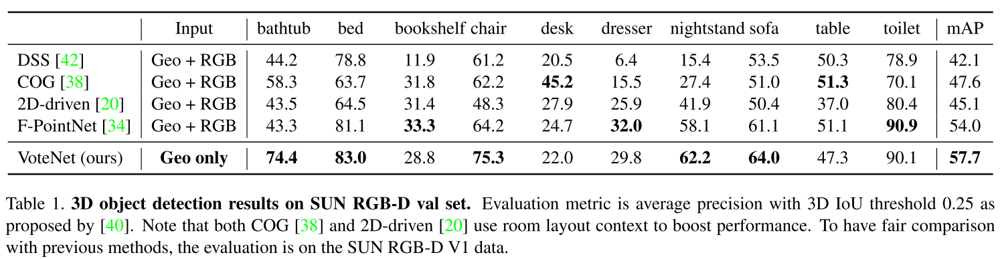 Input bathtub bed bookshelf chair desk dresser nightstand sofa table toilet mAP
DSS [42] Geo + RGB 44.2 78.8 11.9 61.2 20.5 6.4 15.4 53.5 50.3 78.9 42.1
COG [38] Geo + RGB 58.3 63.7 31.8 62.2 45.2 15.5 27.4 51.0 51.3 70.1 47.6
2D-driven [20] Geo + RGB 43.5 64.5 31.4 48.3 27.9 25.9 41.9 50.4 37.0 80.4 45.1
F-PointNet [34] Geo + RGB 43.3 81.1 33.3 64.2 24.7 32.0 58.1 61.1 51.1 90.9 54.0
VoteNet (ours) Geo only 74.4 83.0 28.8 75.3 22.0 29.8 62.2 64.0 47.3 90.1 57.7
Table 1. 3D object detection results on SUN RGB-D val set. Evaluation metric is average precision with 3D IoU threshold 0.25 as
proposed by [40]. Note that both COG [38] and 2D-driven [20] use room layout context to boost performance. To have fair comparison
with previous methods, the evaluation is on the SUN RGB-D V1 data.